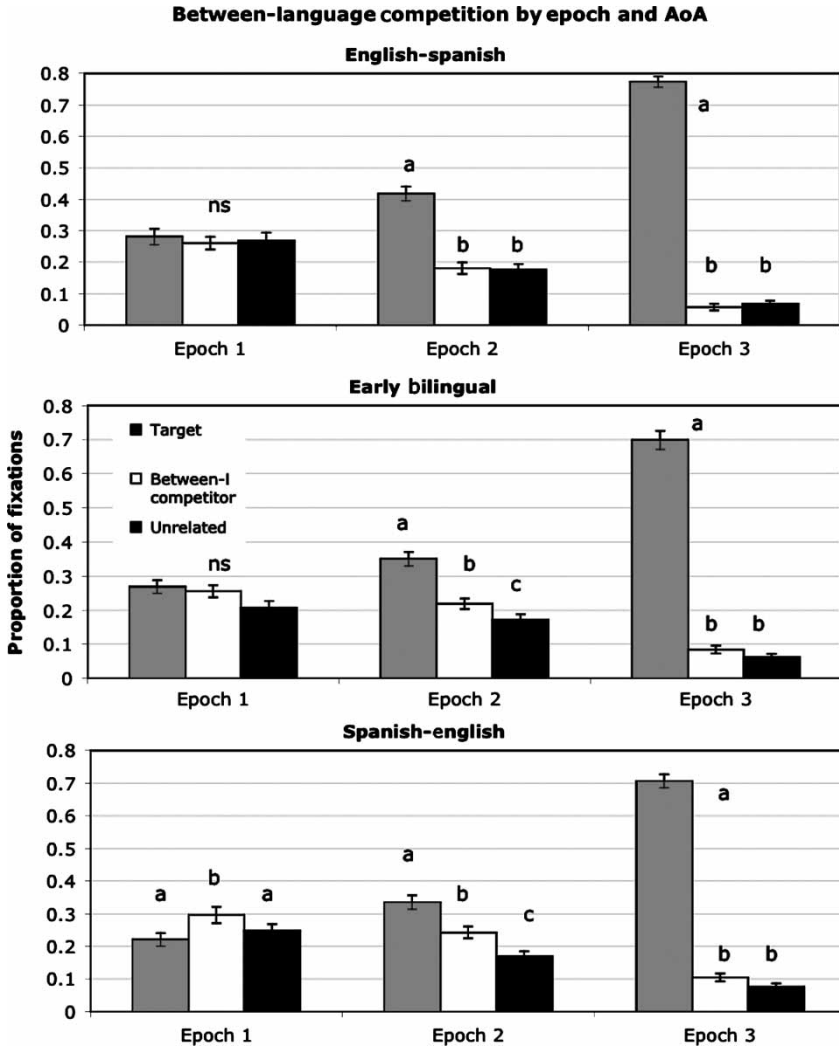 Between-language competition by epoch and AoA
English-spanish
0.8
0.7
0.6
0.5
0.4
0.3
0.2
0.1
0
ns
a
b
b
a
b
b
Epoch 1
Epoch 2
Epoch 3
Early bilingual
Proportion of fixations
0.8
0.7
0.6
0.5
0.4
0.3
0.2
0.1
0
Target
Between-l
competitor
Unrelated
ns
a
b
c
a
b
b
Epoch 1
Epoch 2
Epoch 3
Spanish-english
0.8
0.7
0.6
0.5
0.4
0.3
0.2
0.1
0
a
b
a
a
b
c
a
b
b
Epoch 1
Epoch 2
Epoch 3